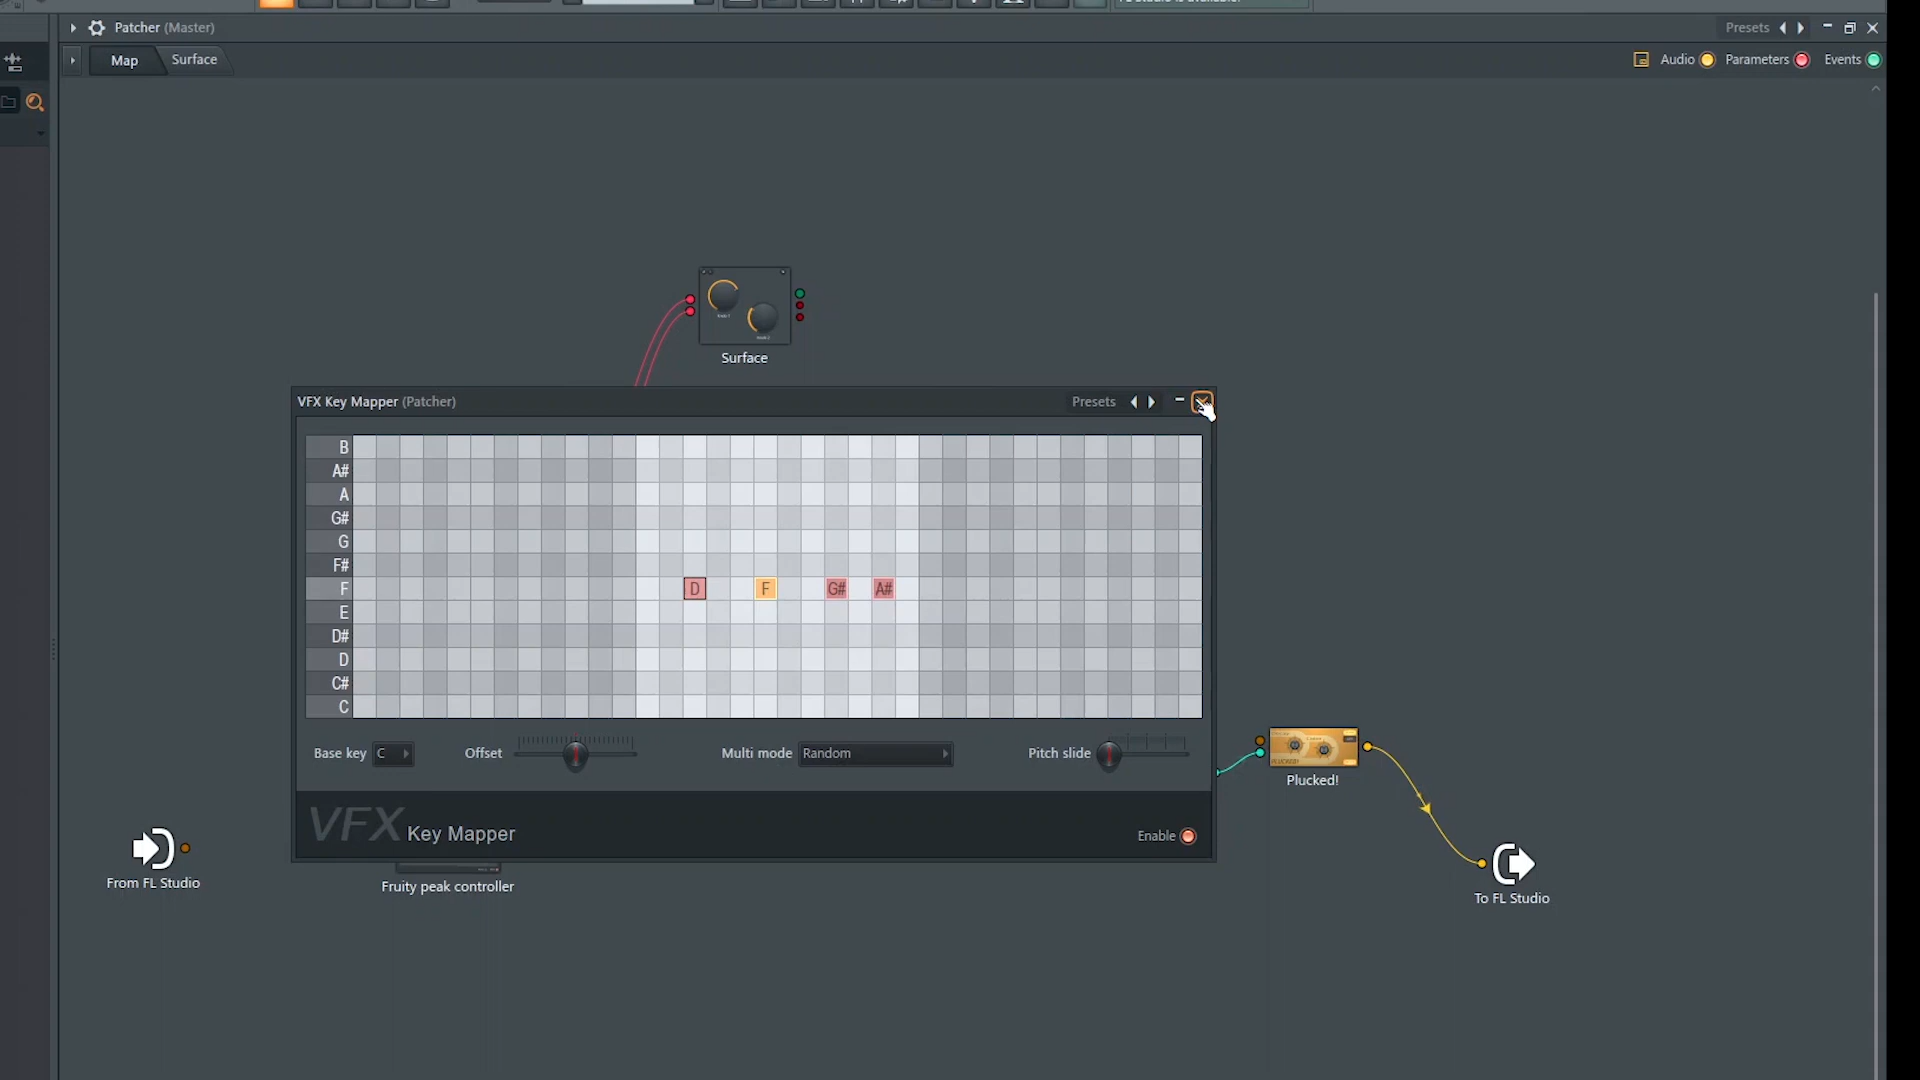 Patcher (Master)
Presets
Map
Surface
Audio
Parameters
Events
Surface
VFX Key Mapper (Patcher)
Presets
B
A#
A
G#
G
F#
F
D
F
G#
A#
E
D#
D
C#
C
Base key
C
Offset
Multi mode
Random
Pitch slide
VFX Key Mapper
Enable
Plucked!
From FL Studio
Fruity peak controller
To FL Studio